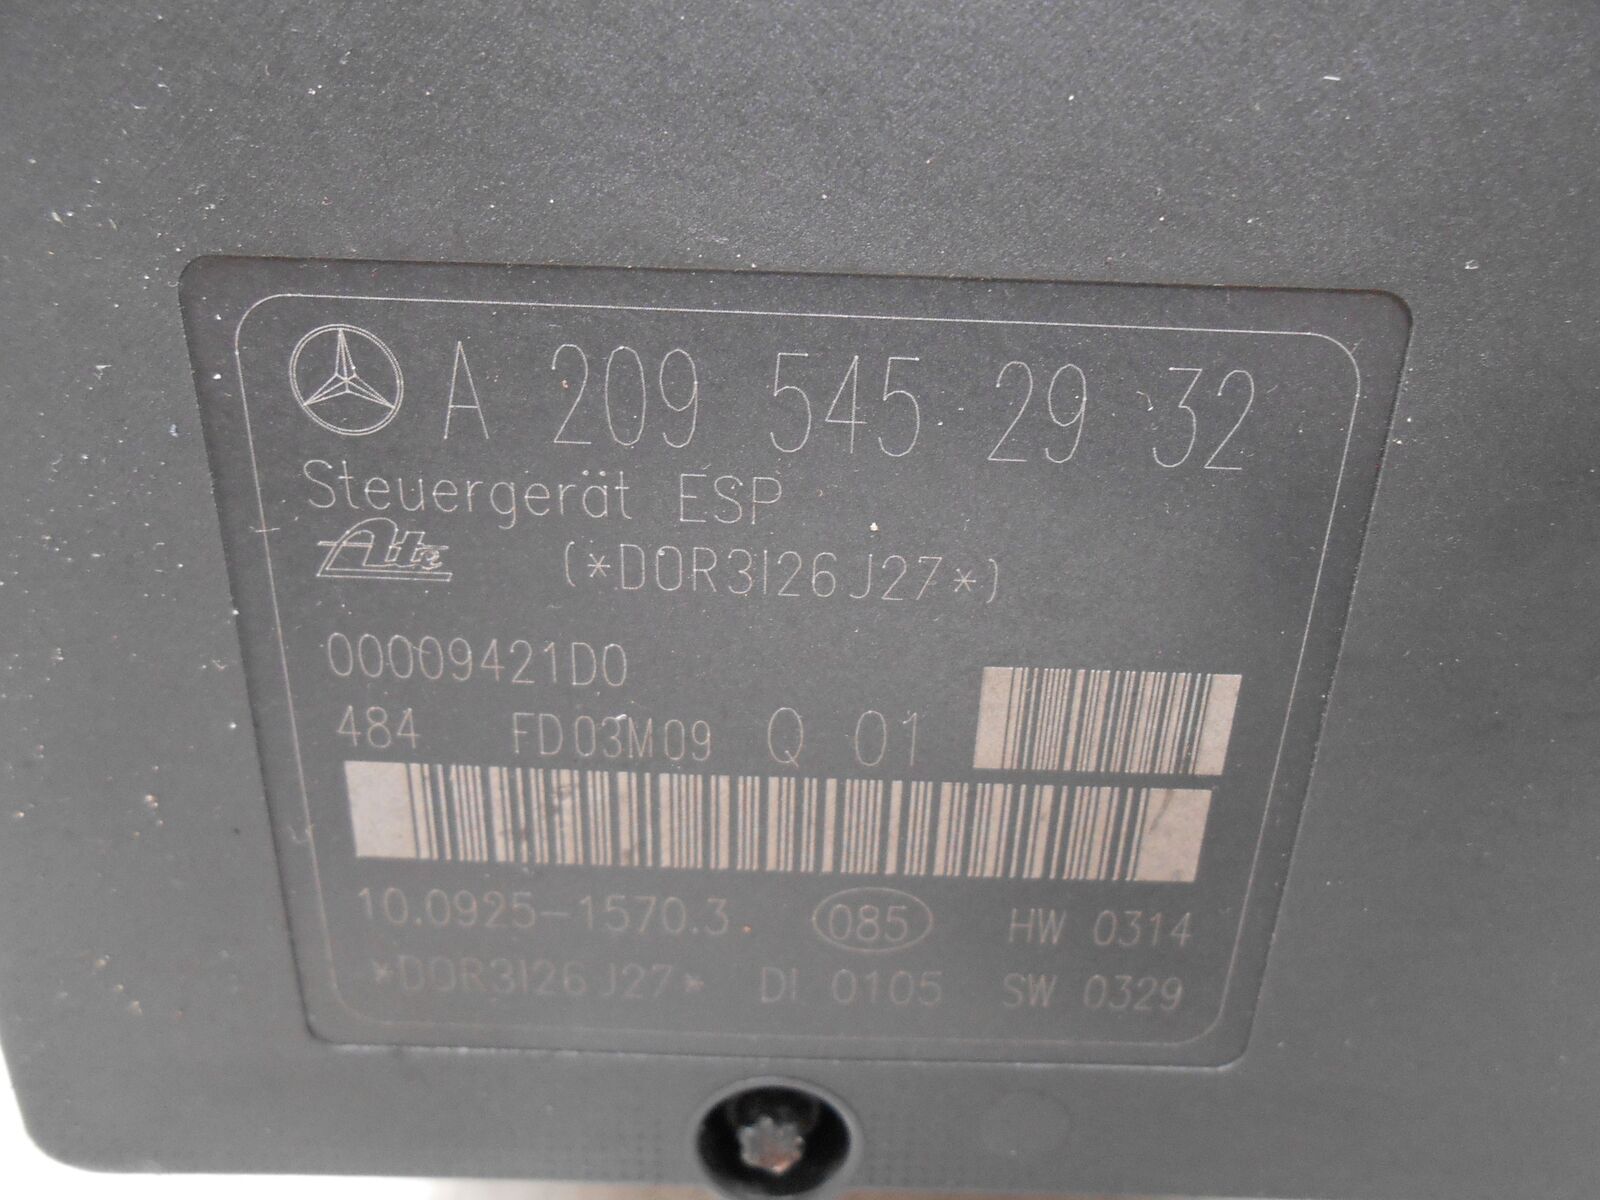 A 209 545 29 32
Steuergerät ESP
Ate (*D0R3I26J27*)
00009421D0
484 FD03M09 Q 01
10.0925-1570.3 085 HW 0314
*D0R3I26J27* DI 0105 SW 0329